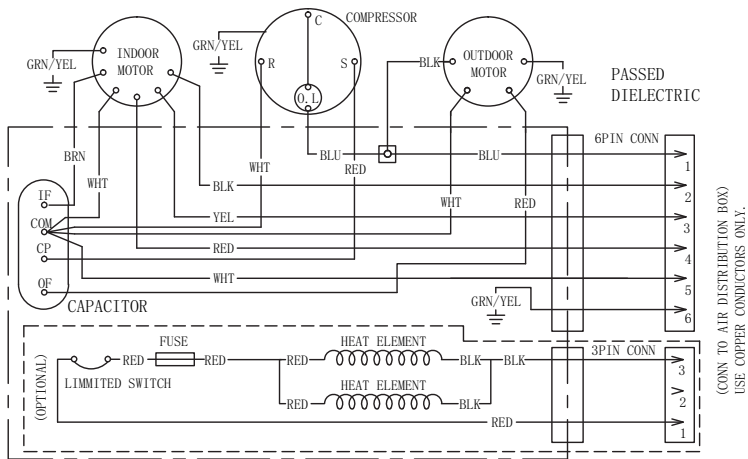 COMPRESSOR
C
INDOOR
MOTOR
GRN/YEL
GRN/YEL
R
S
O.L
BLK
OUTDOOR
MOTOR
GRN/YEL
PASSED
DIELECTRIC
6PIN CONN
BRN
WHT
WHT
BLU
RED
BLU
1
BLK
2
WHT
RED
IF
COM
CP
OF
YEL
3
RED
4
WHT
5
GRN/YEL
6
CAPACITOR
(CONN TO AIR DISTRIBUTION BOX)
USE COPPER CONDUCTORS ONLY.
(OPTIONAL)
FUSE
HEAT ELEMENT
3PIN CONN
RED
RED
RED
BLK
BLK
3
LIMMITED SWITCH
HEAT ELEMENT
RED
BLK
2
RED
1